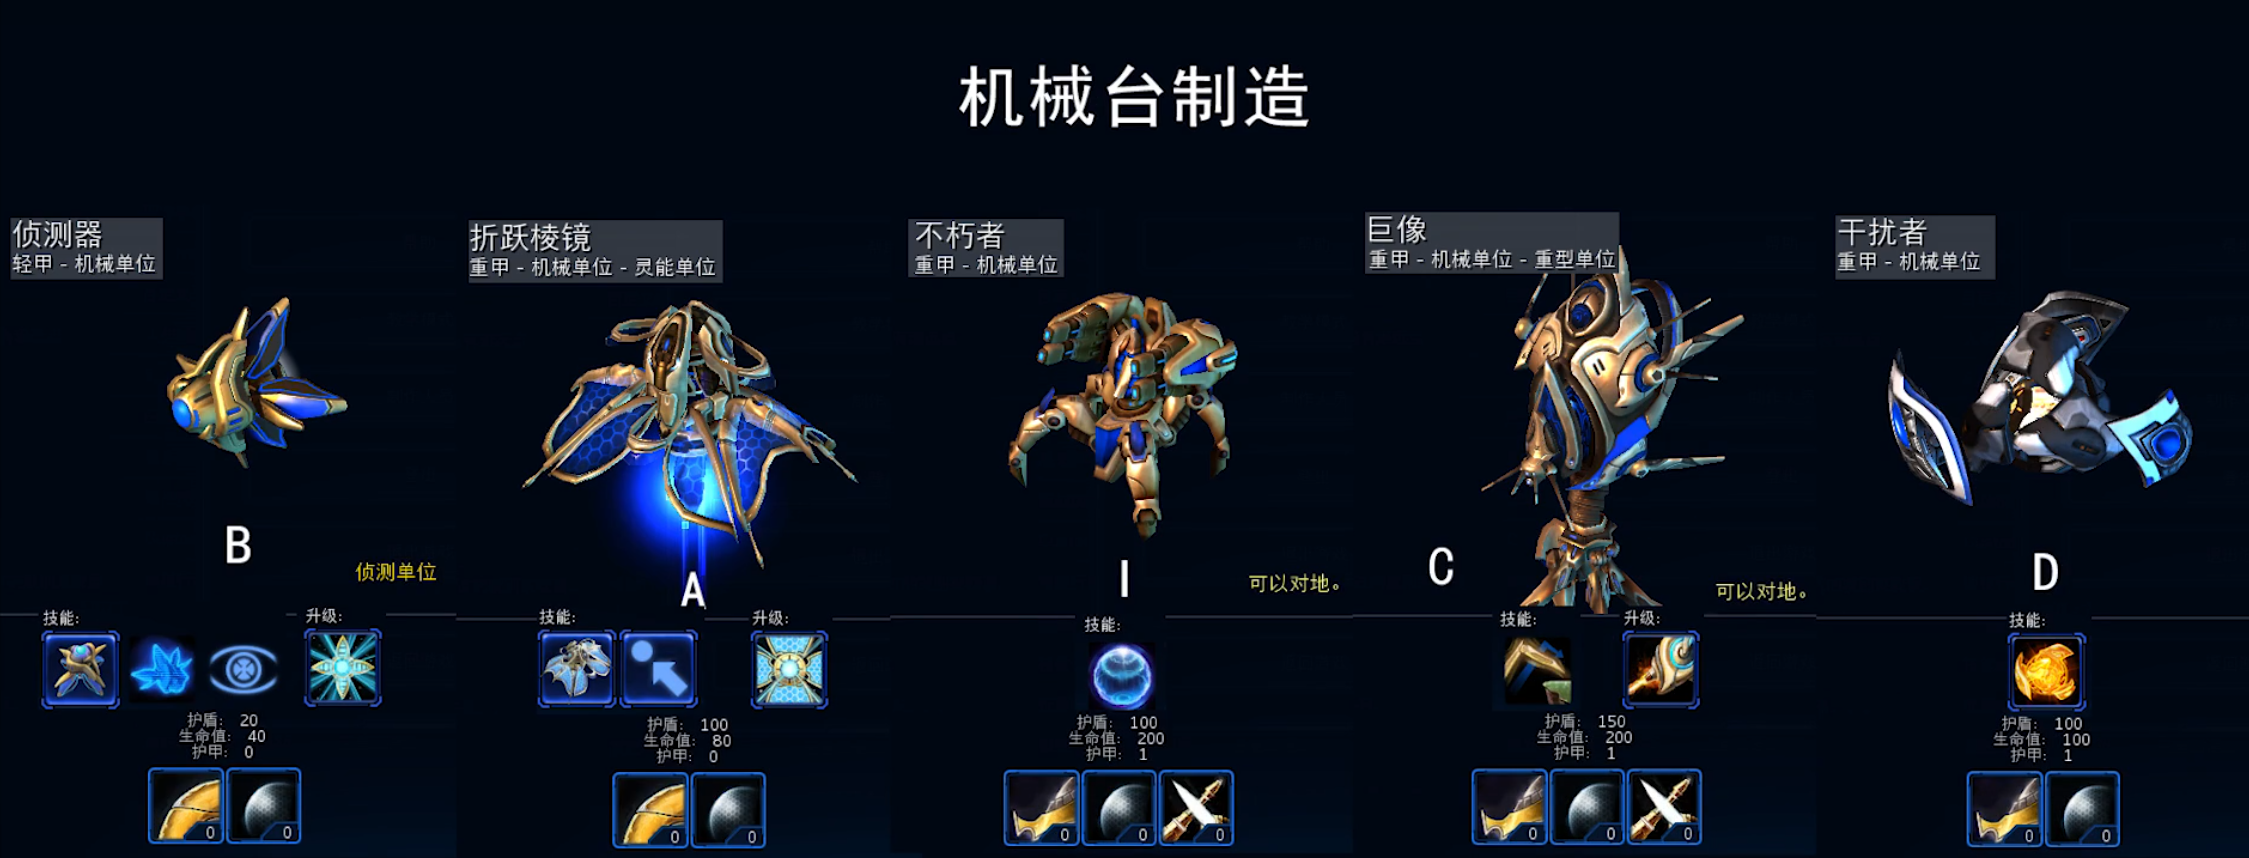 机械台制造
侦测器
轻甲 - 机械单位
B
侦测单位
技能:
升级:
护盾: 20
生命值: 40
护甲: 0
0
0
折跃棱镜
重甲 - 机械单位 - 灵能单位
A
技能:
升级:
护盾: 100
生命值: 80
护甲: 0
0
0
不朽者
重甲 - 机械单位
I
可以对地。
技能:
护盾: 100
生命值: 200
护甲: 1
0
0
0
巨像
重甲 - 机械单位 - 重型单位
C
可以对地。
技能:
升级:
护盾: 150
生命值: 200
护甲: 1
0
0
0
干扰者
重甲 - 机械单位
D
技能:
护盾: 100
生命值: 100
护甲: 1
0
0